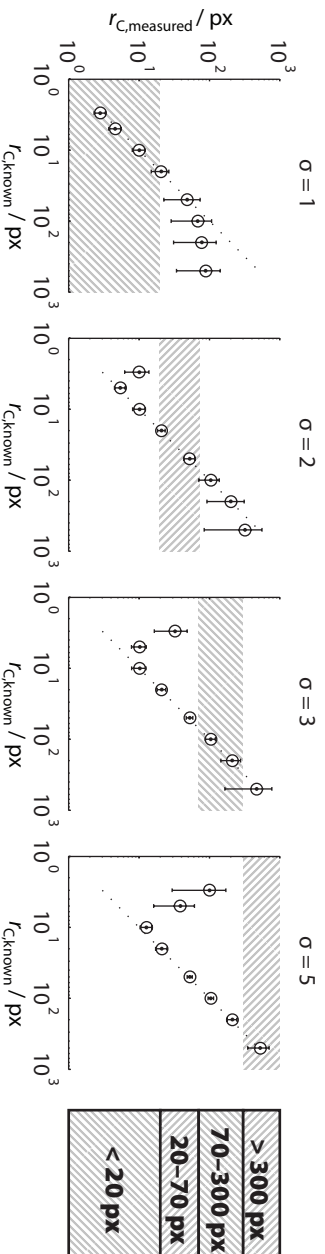 σ = 1
σ = 2
σ = 3
σ = 5
r_C,measured / px
10^3
10^2
10^1
10^0
10^0 10^1 10^2 10^3
10^0 10^1 10^2 10^3
10^0 10^1 10^2 10^3
10^0 10^1 10^2 10^3
r_C,known / px
r_C,known / px
r_C,known / px
r_C,known / px
> 300 px
70–300 px
20–70 px
< 20 px